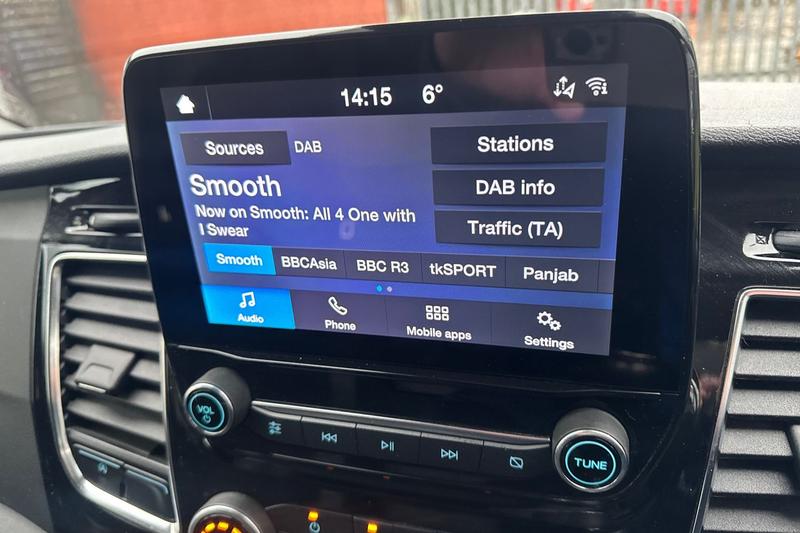 14:15 6°
Sources DAB Stations
Smooth DAB info
Now on Smooth: All 4 One with
I Swear
Traffic (TA)
Smooth BBCAsia BBC R3 tkSPORT Panjab
Audio Phone Mobile apps Settings
VOL
TUNE